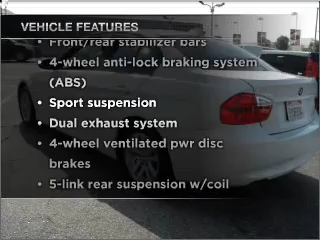 VEHICLE FEATURES
• Front/rear stabilizer bars
• 4-wheel anti-lock braking system
(ABS)
• Sport suspension
• Dual exhaust system
• 4-wheel ventilated pwr disc
brakes
• 5-link rear suspension w/coil